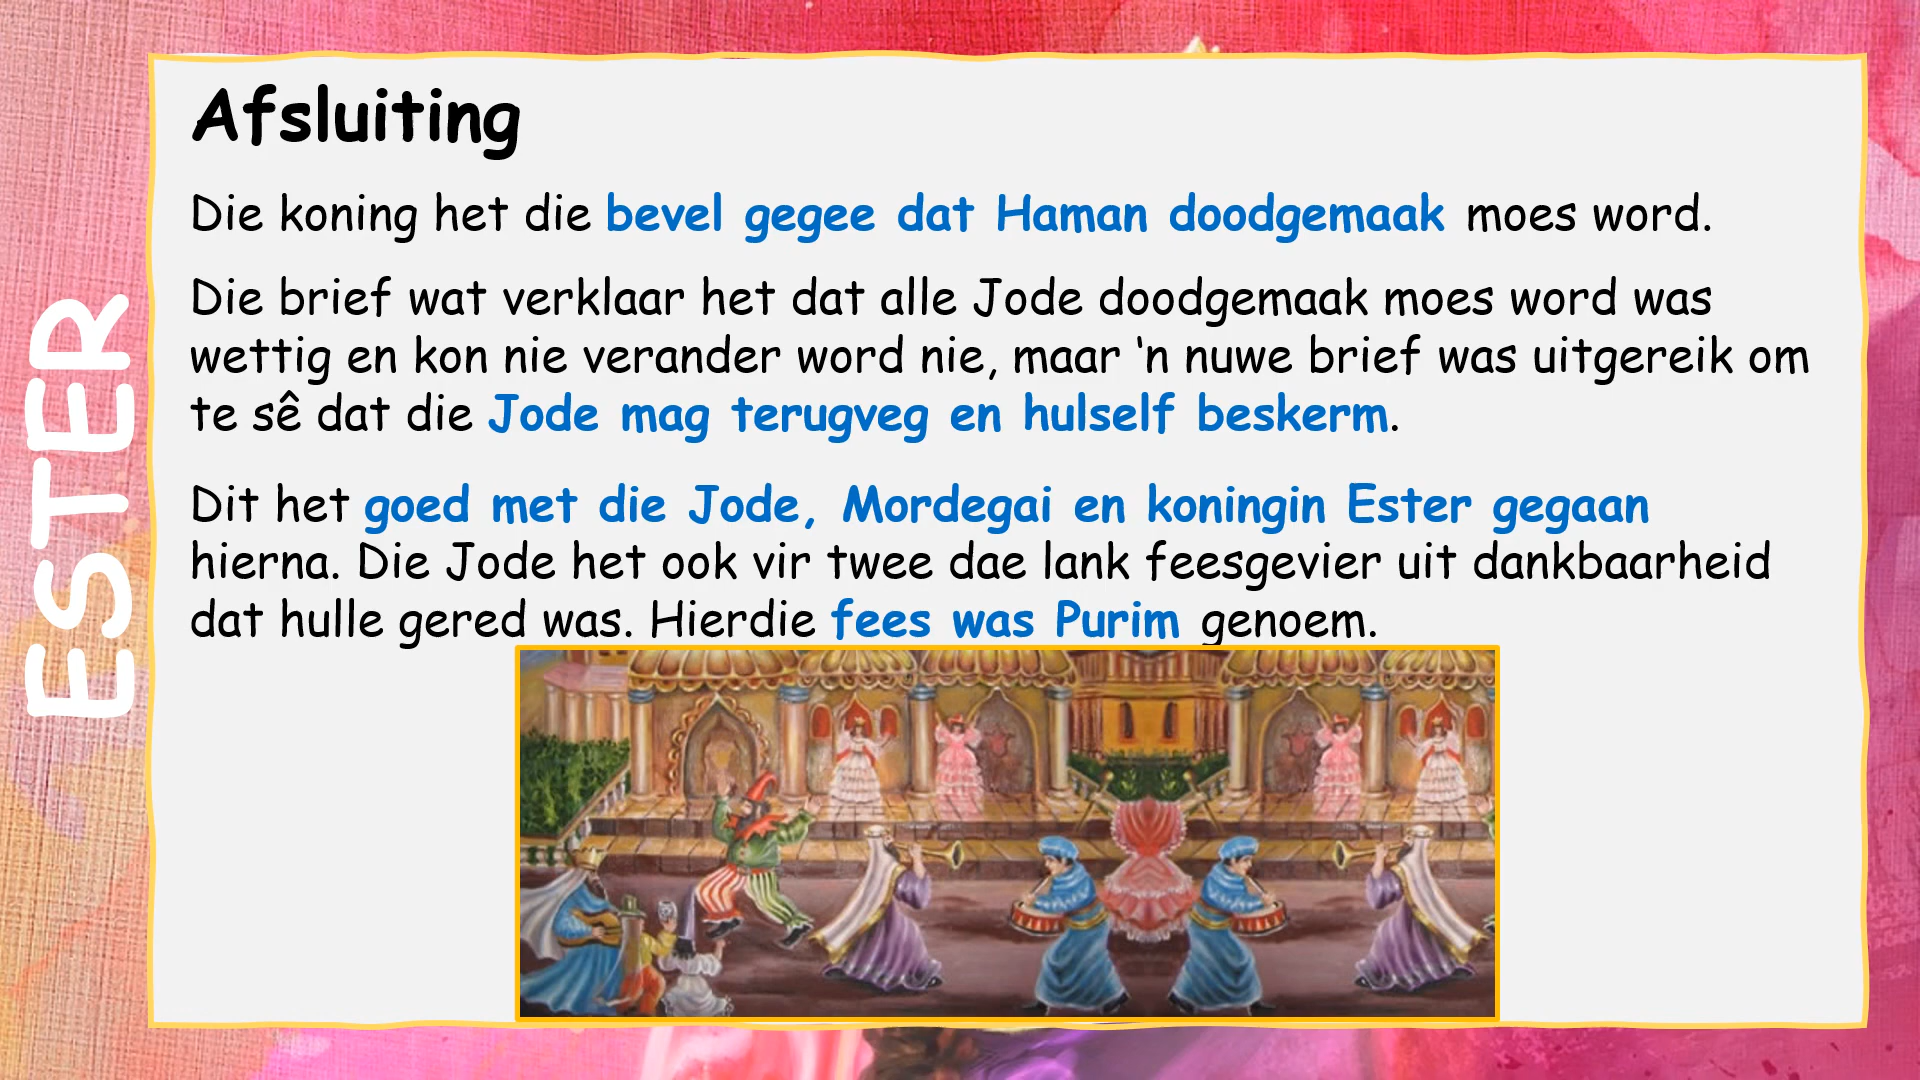 Afsluiting
Die koning het die bevel gegee dat Haman doodgemaak moes word.
Die brief wat verklaar het dat alle Jode doodgemaak moes word was
wettig en kon nie verander word nie, maar ‘n nuwe brief was uitgereik om
te sê dat die Jode mag terugveg en hulself beskerm.
Dit het goed met die Jode, Mordegai en koningin Ester gegaan
hierna. Die Jode het ook vir twee dae lank feesgevier uit dankbaarheid
dat hulle gered was. Hierdie fees was Purim genoem.
ESTER